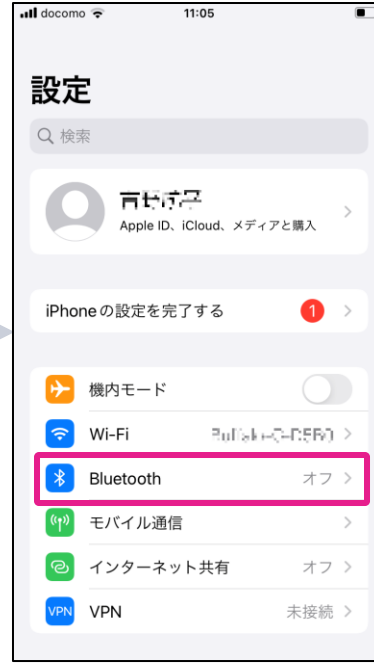 docomo 11:05
設定
検索
Apple ID、iCloud、メディアと購入
iPhoneの設定を完了する 1
機内モード
Wi-Fi
Bluetooth オフ
モバイル通信
インターネット共有 オフ
VPN VPN 未接続